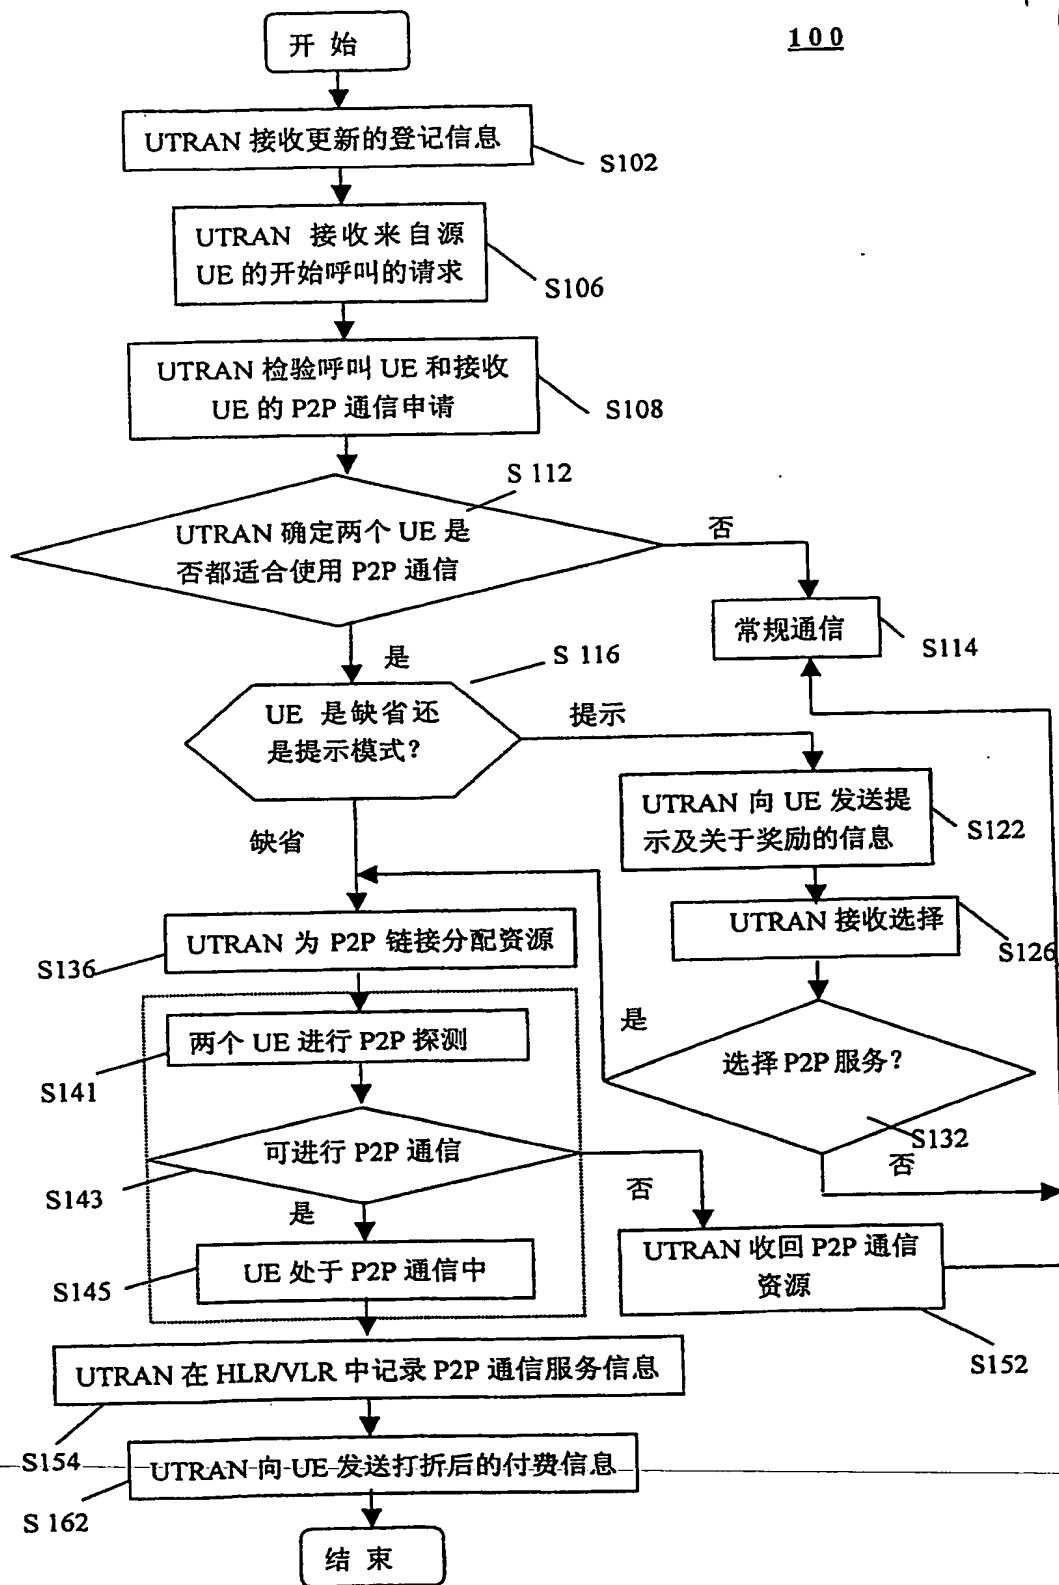 100
开 始
UTRAN 接收更新的登记信息
S102
UTRAN 接收来自源
UE 的开始呼叫的请求
S106
UTRAN 检验呼叫 UE 和接收
UE 的 P2P 通信申请
S108
S 112
UTRAN 确定两个 UE 是
否都适合使用 P2P 通信
否
常规通信
S114
是
S 116
UE 是缺省还
是提示模式?
提示
UTRAN 向 UE 发送提
示及关于奖励的信息
S122
缺省
UTRAN 接收选择
S126
UTRAN 为 P2P 链接分配资源
S136
是
选择 P2P 服务?
S132
否
两个 UE 进行 P2P 探测
S141
可进行 P2P 通信
S143
否
是
UTRAN 收回 P2P 通信
资源
S152
UE 处于 P2P 通信中
S145
UTRAN 在 HLR/VLR 中记录 P2P 通信服务信息
S154
UTRAN 向 UE 发送打折后的付费信息
S 162
结 束